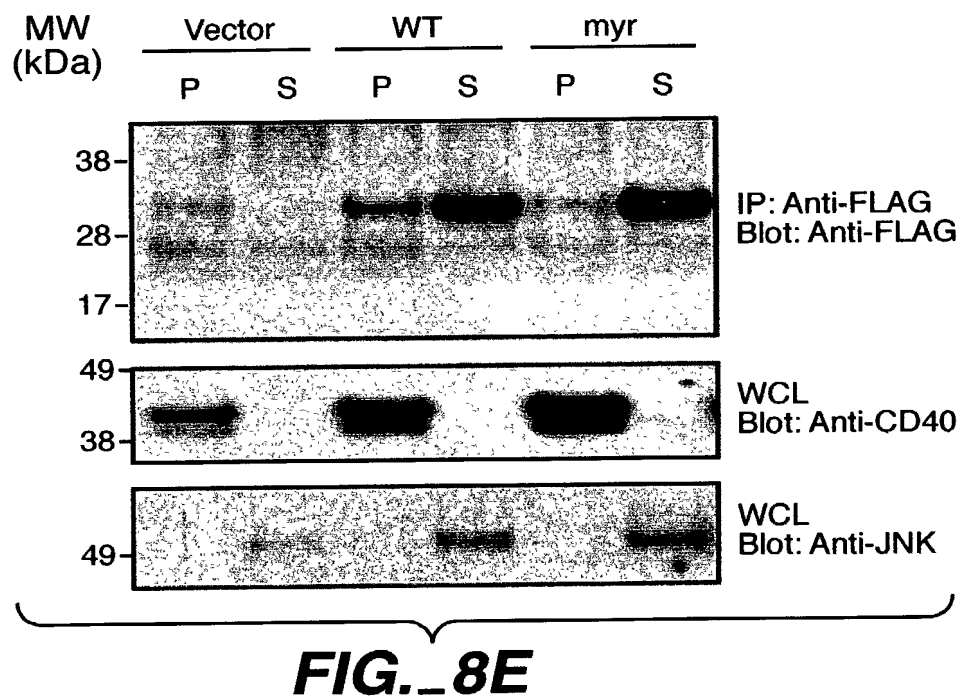 MW
(kDa)
Vector WT myr
P S P S P S
38
28
17
IP: Anti-FLAG
Blot: Anti-FLAG
49
38
WCL
Blot: Anti-CD40
49
WCL
Blot: Anti-JNK
FIG._8E